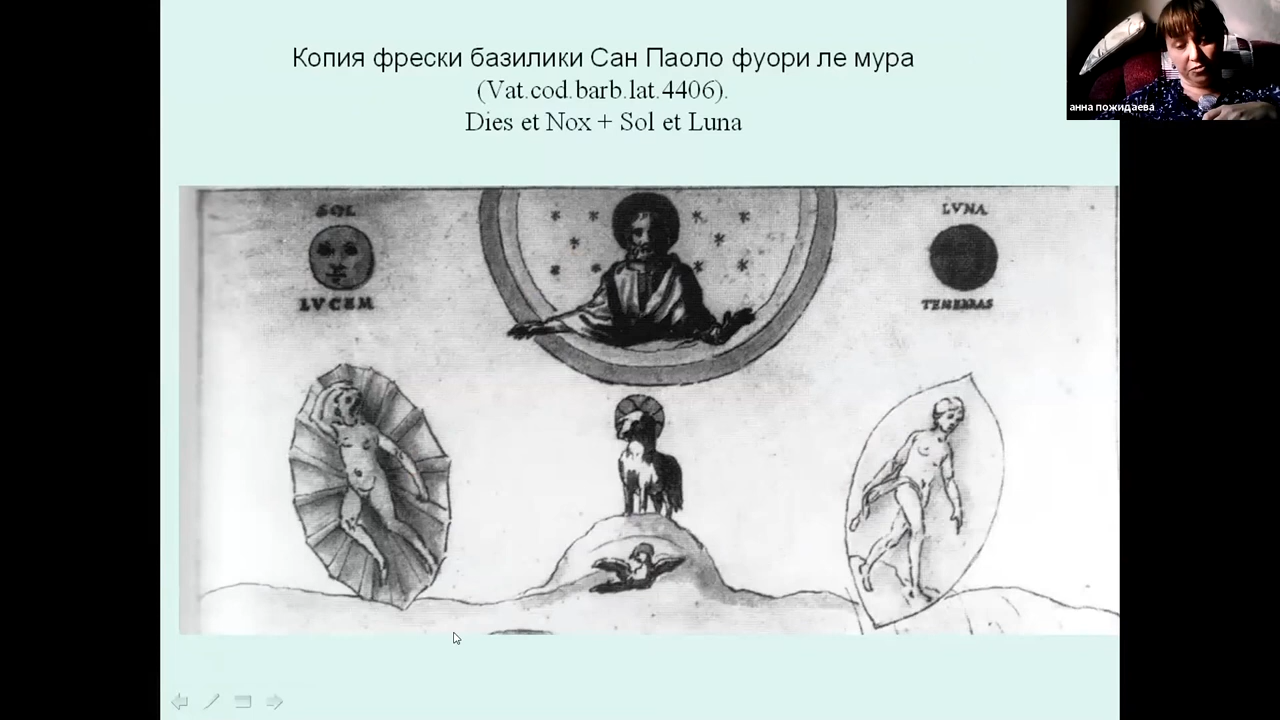 Копия фрески базилики Сан Паоло фуори ле мура
(Vat.cod.barb.lat.4406).
Dies et Nox + Sol et Luna
анна пожидаева
SOL
LVNA
LVCEM
TENEBRAS